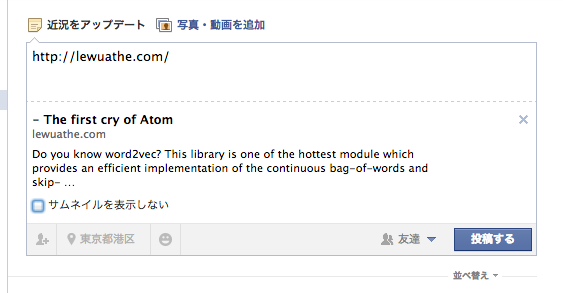 近況をアップデート 写真・動画を追加
http://lewuathe.com/
- The first cry of Atom
lewuathe.com
Do you know word2vec? This library is one of the hottest module which
provides an efficient implementation of the continuous bag-of-words and
skip- ...
サムネイルを表示しない
東京都港区 友達 投稿する
並べ替え